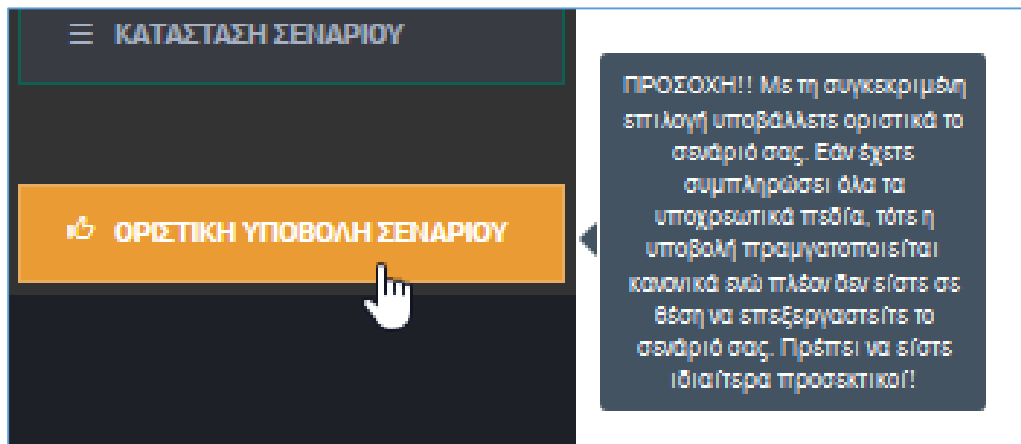 ΚΑΤΑΣΤΑΣΗ ΣΕΝΑΡΙΟΥ
ΟΡΙΣΤΙΚΗ ΥΠΟΒΟΛΗ ΣΕΝΑΡΙΟΥ
ΠΡΟΣΟΧΗ!! Με τη συγκεκριμένη
επιλογή υποβάλλετε οριστικά το
σενάριό σας. Εάν έχετε
συμπληρώσει όλα τα
υποχρεωτικά πεδία, τότε η
υποβολή πραμγατοποιείται
κανονικά ενώ πλέον δεν είστε σε
θέση να επεξεργαστείτε το
σενάριό σας. Πρέπει να είστε
ιδιαίτερα προσεκτικοί!